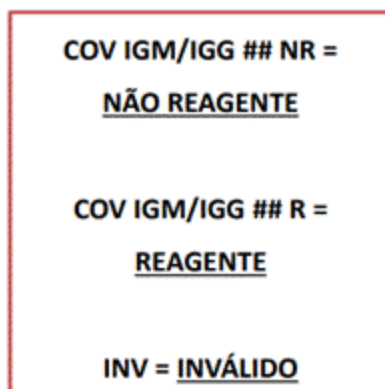 COV IGM/IGG ## NR =
NÃO REAGENTE
COV IGM/IGG ## R =
REAGENTE
INV = INVÁLIDO